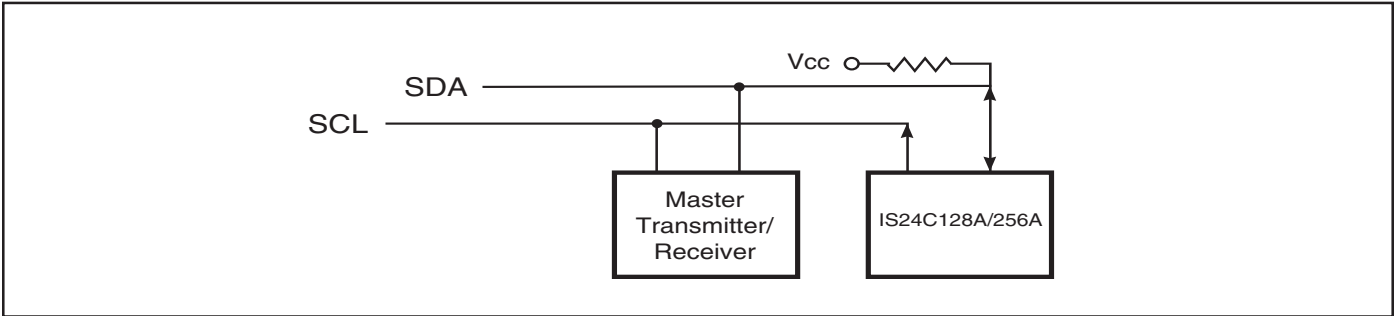 Vcc
SDA
SCL
Master
Transmitter/
Receiver
IS24C128A/256A